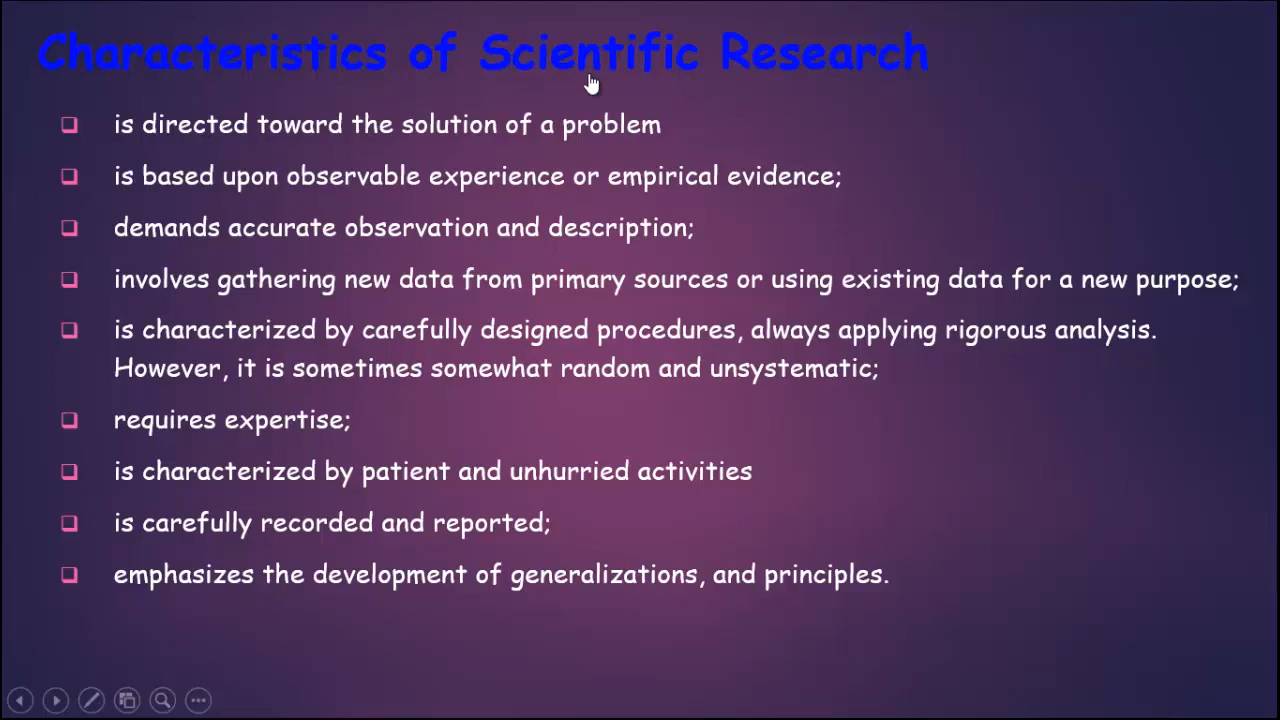 Characteristics of Scientific Research
is directed toward the solution of a problem
is based upon observable experience or empirical evidence;
demands accurate observation and description;
involves gathering new data from primary sources or using existing data for a new purpose;
is characterized by carefully designed procedures, always applying rigorous analysis.
However, it is sometimes somewhat random and unsystematic;
requires expertise;
is characterized by patient and unhurried activities
is carefully recorded and reported;
emphasizes the development of generalizations, and principles.